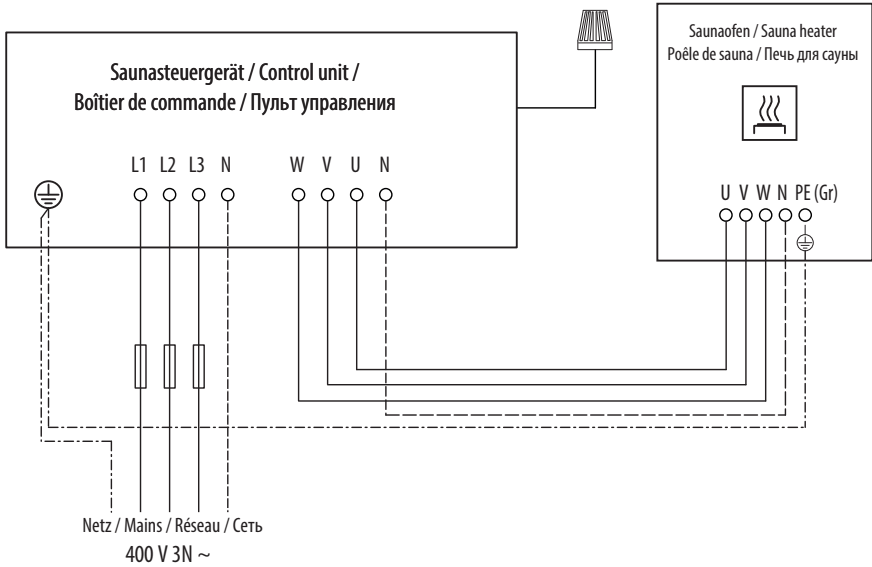 Saunasteuergerät / Control unit /
Boîtier de commande / Пульт управления
L1 L2 L3 N W V U N
Saunaofen / Sauna heater
Poêle de sauna / Печь для сауны
U V W N PE (Gr)
Netz / Mains / Réseau / Сеть
400 V 3N ~